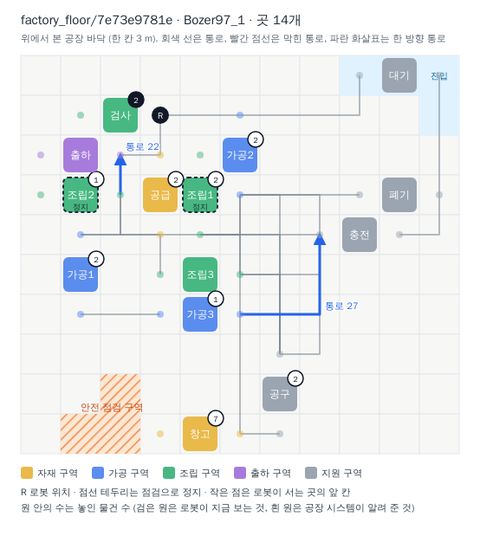 factory_floor/7e73e9781e · Bozer97_1 · 곳 14개
위에서 본 공장 바닥 (한 칸 3 m). 회색 선은 통로, 빨간 점선은 막힌 통로, 파란 화살표는 한 방향 통로
대기
진입
2
검사
R
통로 22
출하
2
가공2
1
조립2
정지
2
공급
2
조립1
정지
폐기
충전
2
가공1
조립3
1
가공3
통로 27
2
공구
안전 점검 구역
7
창고
자재 구역
가공 구역
조립 구역
출하 구역
지원 구역
R 로봇 위치 · 점선 테두리는 점검으로 정지 · 작은 점은 로봇이 서는 곳의 앞 칸
원 안의 수는 놓인 물건 수 (검은 원은 로봇이 지금 보는 것, 흰 원은 공장 시스템이 알려 준 것)